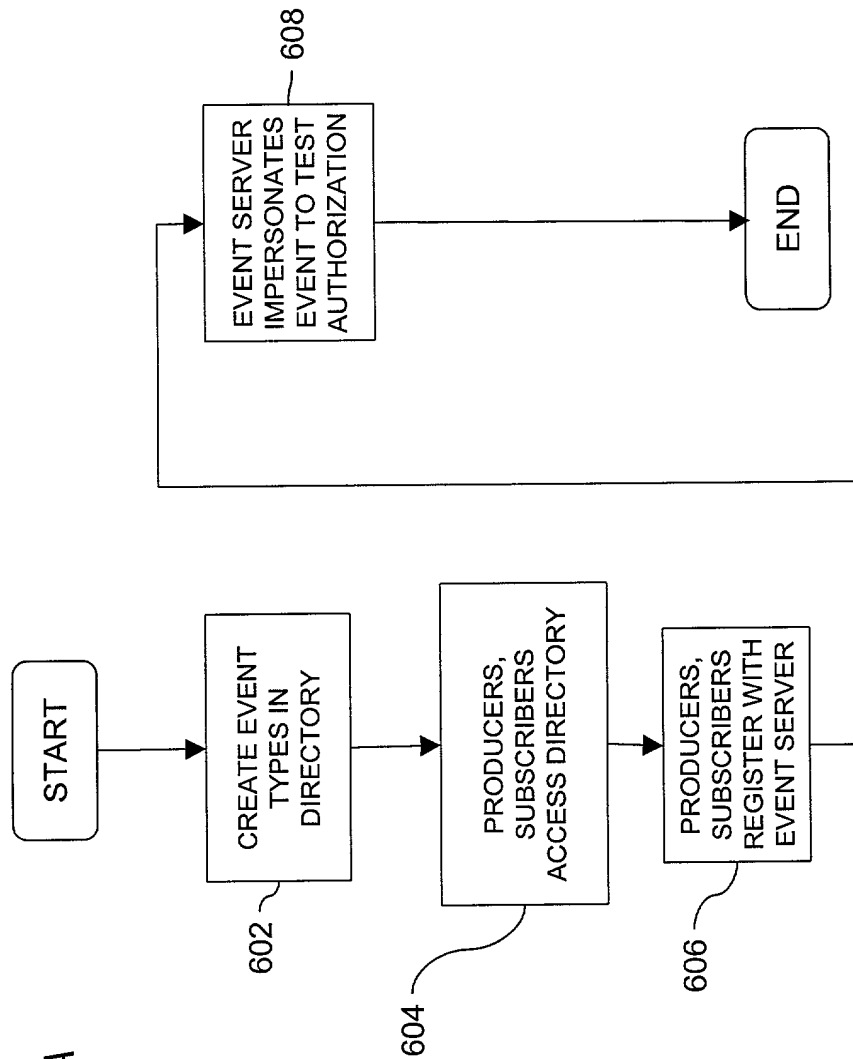 START
CREATE EVENT
TYPES IN
DIRECTORY
602
PRODUCERS,
SUBSCRIBERS
ACCESS DIRECTORY
604
PRODUCERS,
SUBSCRIBERS
REGISTER WITH
EVENT SERVER
606
EVENT SERVER
IMPERSONATES
EVENT TO TEST
AUTHORIZATION
608
END